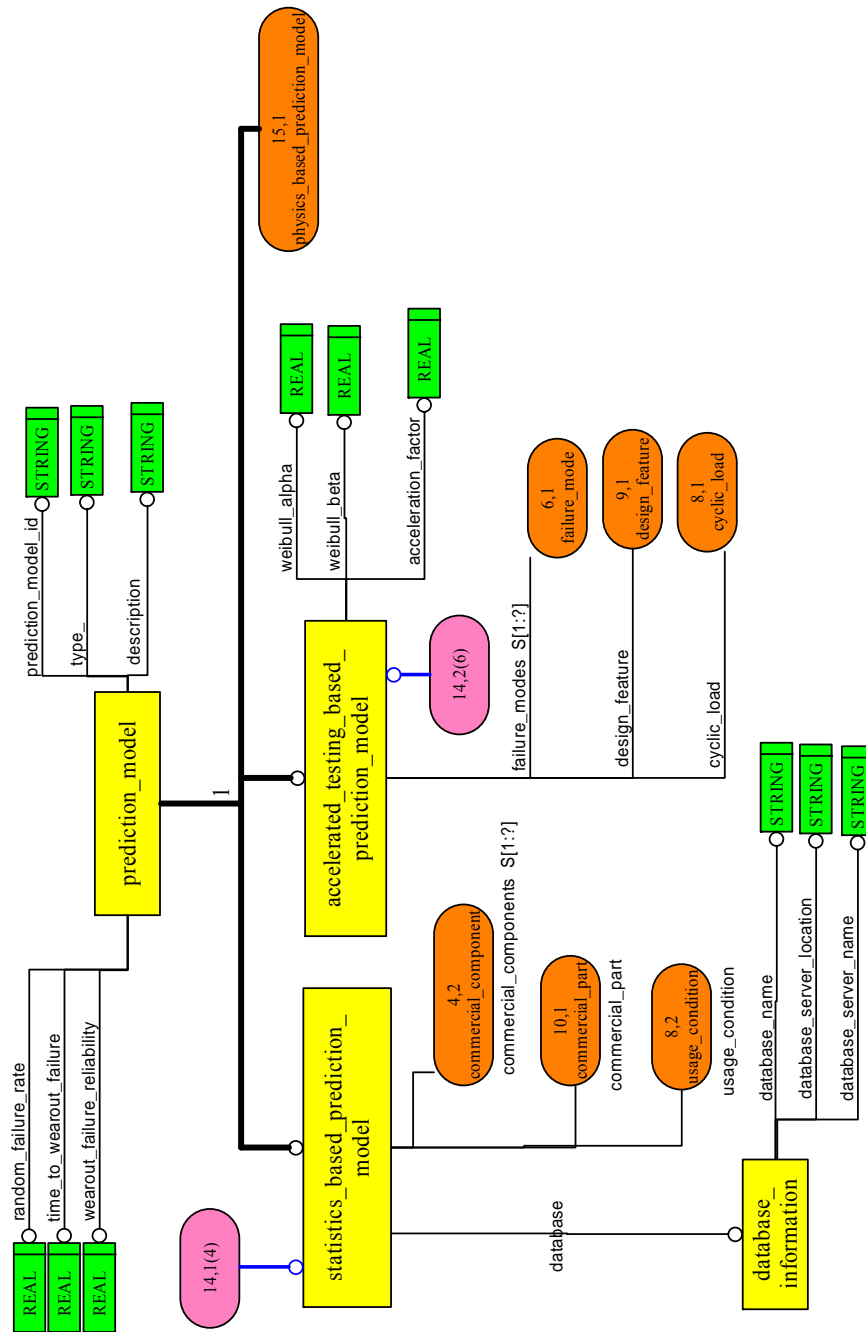 random_failure_rate
REAL
time_to_wearout_failure
REAL
wearout_failure_reliability
REAL
prediction_model
prediction_model_id
STRING
type_
STRING
description
STRING
1
14,1(4)
statistics_based_prediction_
model
accelerated_testing_based_
prediction_model
15,1
physics_based_prediction_model
weibull_alpha
REAL
weibull_beta
REAL
acceleration_factor
REAL
14,2(6)
4,2
commercial_component
commercial_components S[1:?]
10,1
commercial_part
commercial_part
8,2
usage_condition
usage_condition
failure_modes S[1:?]
6,1
failure_mode
design_feature
9,1
design_feature
cyclic_load
8,1
cyclic_load
database
database_
information
database_name
STRING
database_server_location
STRING
database_server_name
STRING